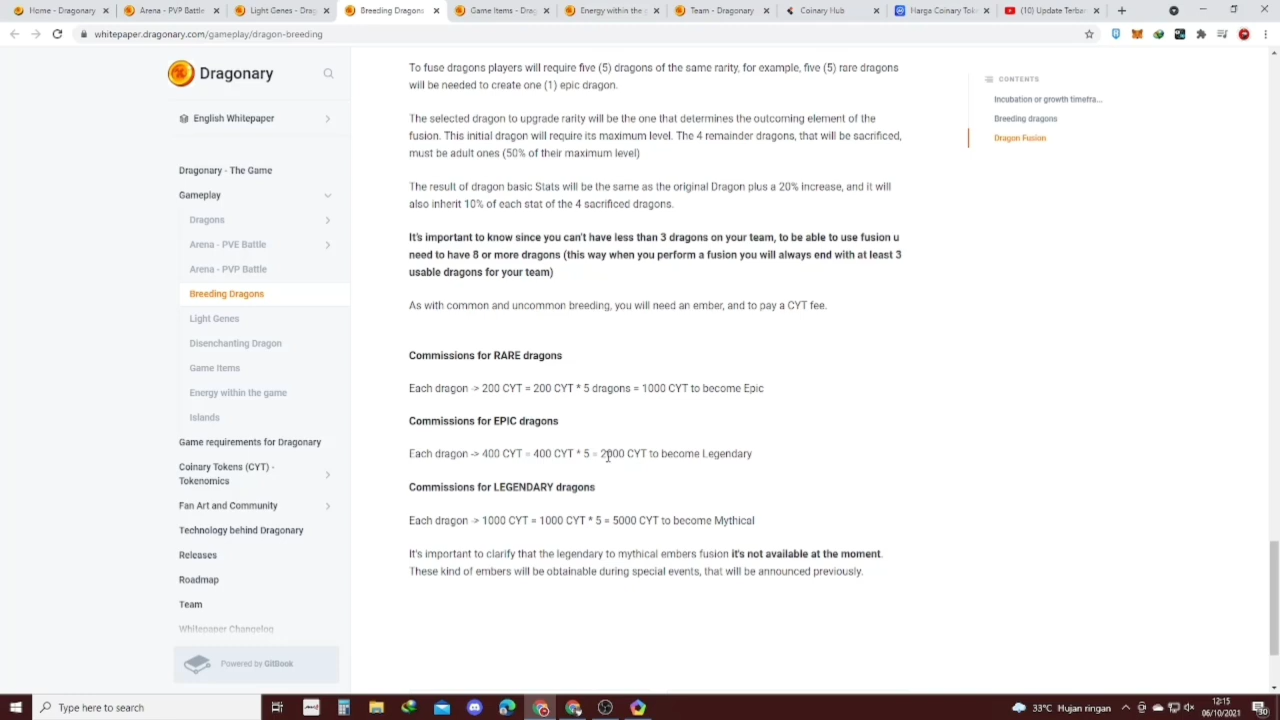 Home - Dragonary
Arena - PVP Battle
Light Genes - Drag
Breeding Dragons
Game Items - Drag
Energy within the g
Team - Dragonary
Coinary Hub
Harga Coinary Tok
(10) Update Terbar
whitepaper.dragonary.com/gameplay/dragon-breeding
Dragonary
English Whitepaper
Dragonary - The Game
Gameplay
Dragons
Arena - PVE Battle
Arena - PVP Battle
Breeding Dragons
Light Genes
Disenchanting Dragon
Game Items
Energy within the game
Islands
Game requirements for Dragonary
Coinary Tokens (CYT) -
Tokenomics
Fan Art and Community
Technology behind Dragonary
Releases
Roadmap
Team
Whitepaper Changelog
Powered by GitBook
To fuse dragons players will require five (5) dragons of the same rarity, for example, five (5) rare dragons
will be needed to create one (1) epic dragon.
The selected dragon to upgrade rarity will be the one that determines the outcoming element of the
fusion. This initial dragon will require its maximum level. The 4 remainder dragons, that will be sacrificed,
must be adult ones (50% of their maximum level)
The result of dragon basic Stats will be the same as the original Dragon plus a 20% increase, and it will
also inherit 10% of each stat of the 4 sacrificed dragons.
It's important to know since you can't have less than 3 dragons on your team, to be able to use fusion u
need to have 8 or more dragons (this way when you perform a fusion you will always end with at least 3
usable dragons for your team)
As with common and uncommon breeding, you will need an ember, and to pay a CYT fee.
Commissions for RARE dragons
Each dragon -> 200 CYT = 200 CYT * 5 dragons = 1000 CYT to become Epic
Commissions for EPIC dragons
Each dragon -> 400 CYT = 400 CYT * 5 = 2000 CYT to become Legendary
Commissions for LEGENDARY dragons
Each dragon -> 1000 CYT = 1000 CYT * 5 = 5000 CYT to become Mythical
It's important to clarify that the legendary to mythical embers fusion it's not available at the moment.
These kind of embers will be obtainable during special events, that will be announced previously.
CONTENTS
Incubation or growth timefra...
Breeding dragons
Dragon Fusion
Type here to search
33°C Hujan ringan
12:15
06/10/2021